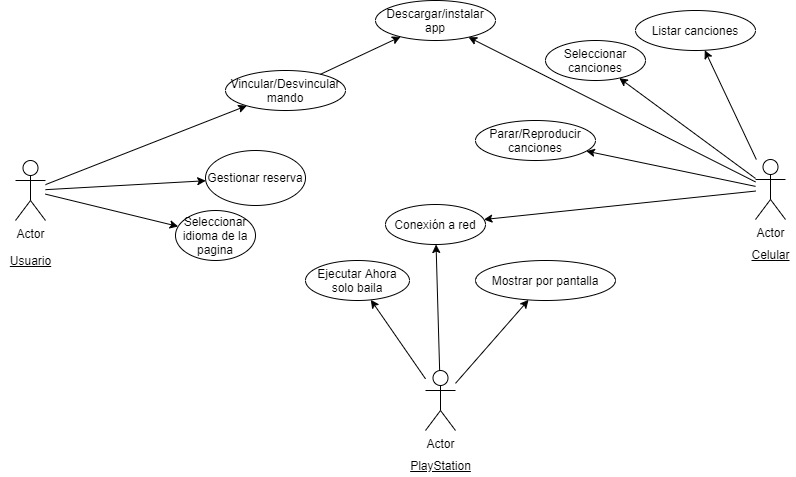 Descargar/instalar
app
Listar canciones
Seleccionar
canciones
Vincular/Desvincular
mando
Parar/Reproducir
canciones
Gestionar reserva
Seleccionar
idioma de la
pagina
Actor
Usuario
Conexión a red
Actor
Celular
Ejecutar Ahora
solo baila
Mostrar por pantalla
Actor
PlayStation